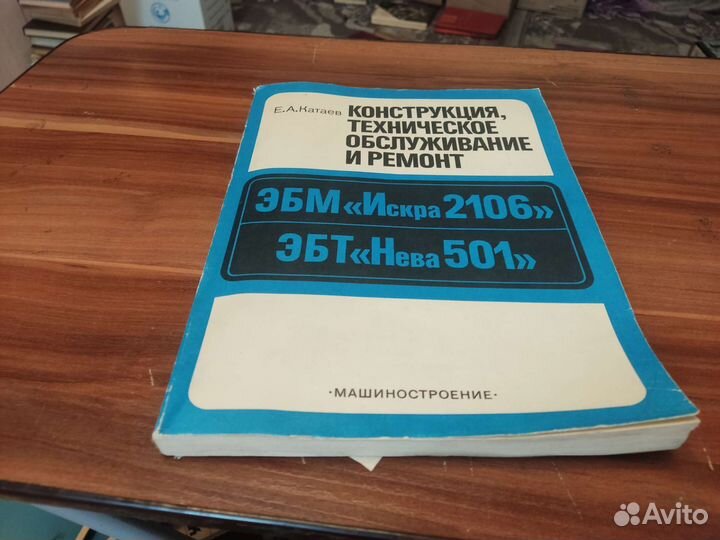 Е.А.Катаев
КОНСТРУКЦИЯ,
ТЕХНИЧЕСКОЕ
ОБСЛУЖИВАНИЕ
И РЕМОНТ
ЭБМ «Искра 2106»
ЭБТ «Нева 501»
·МАШИНОСТРОЕНИЕ·
Avito